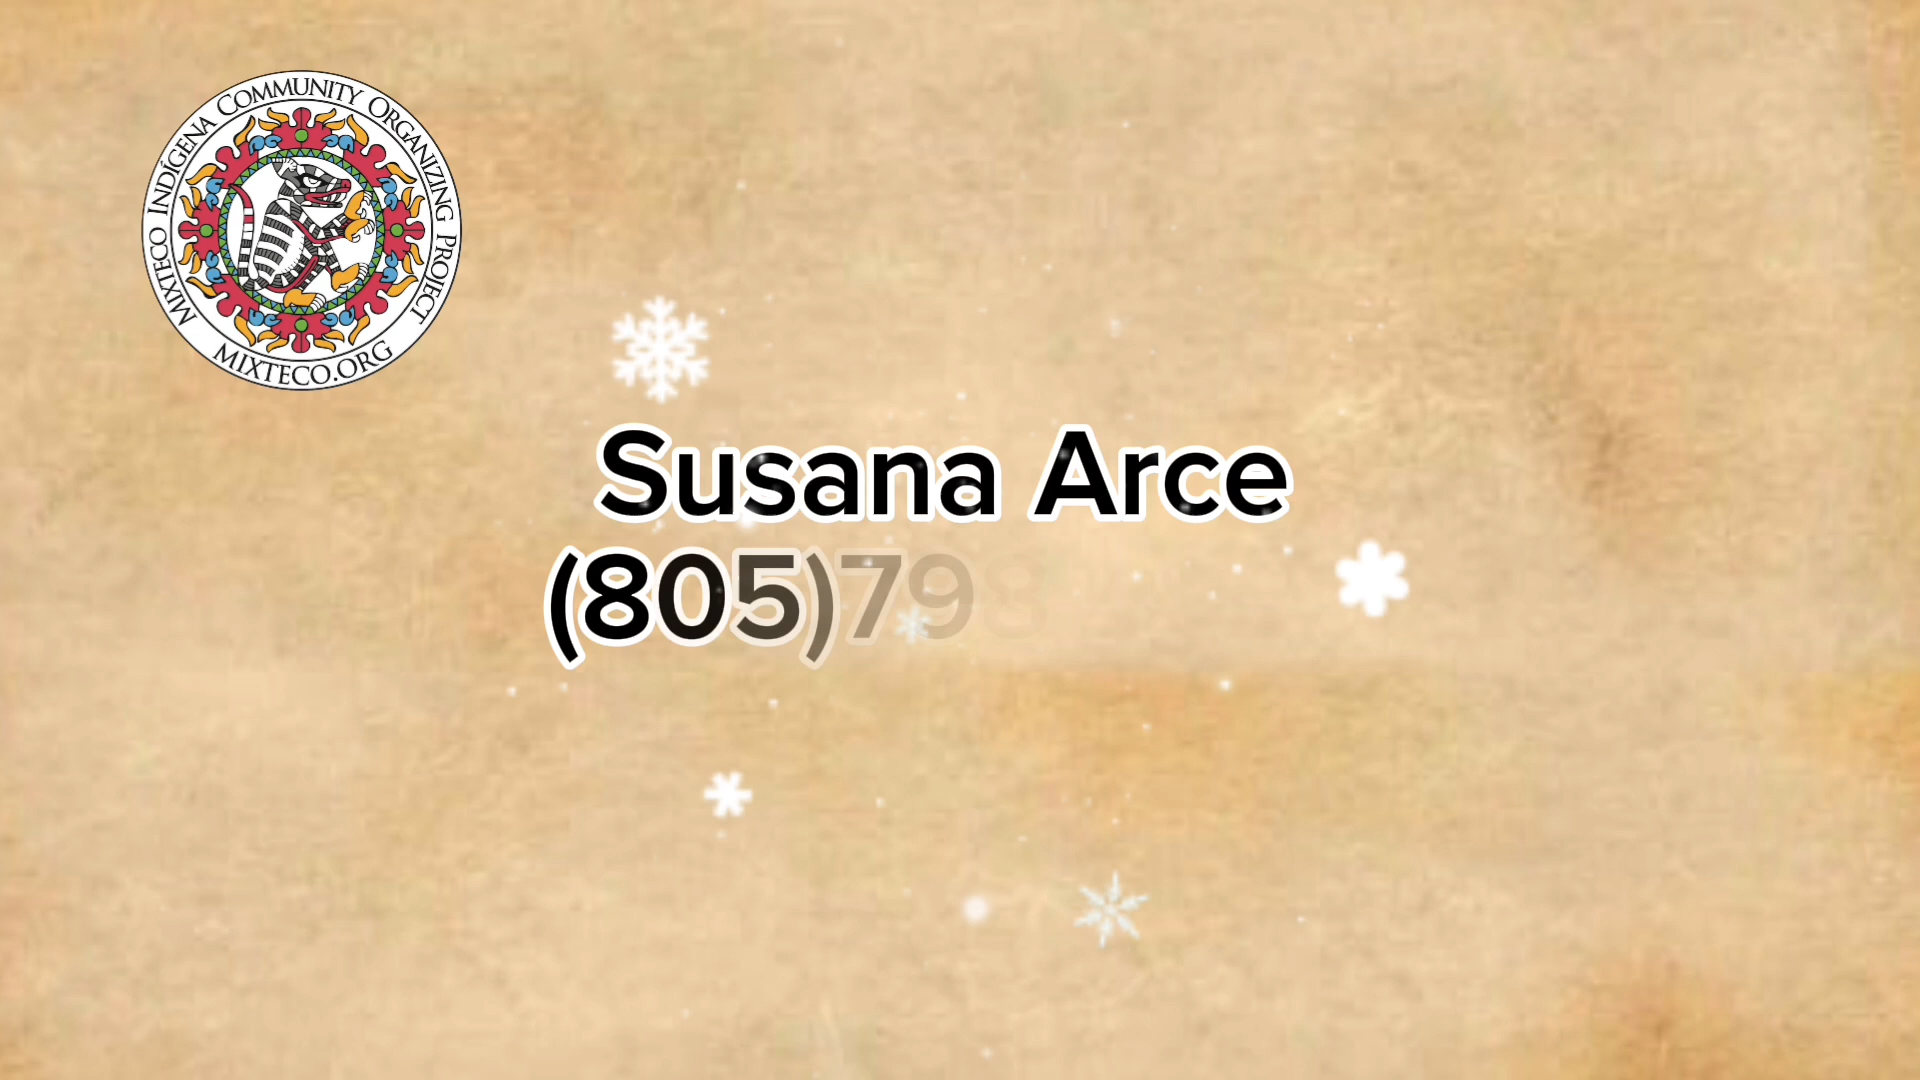 MIXTECO INDÍGENA COMMUNITY ORGANIZING PROJECT
MIXTECO.ORG
Susana Arce
(805)79